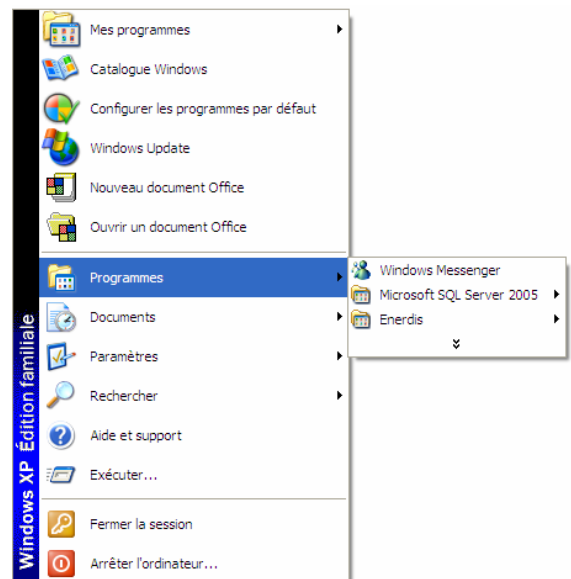 Mes programmes
Catalogue Windows
Configurer les programmes par défaut
Windows Update
Nouveau document Office
Ouvrir un document Office
Programmes
Windows Messenger
Microsoft SQL Server 2005
Enerdis
Documents
Paramètres
Rechercher
Aide et support
Exécuter...
Fermer la session
Arrêter l'ordinateur...
Windows XP Édition familiale